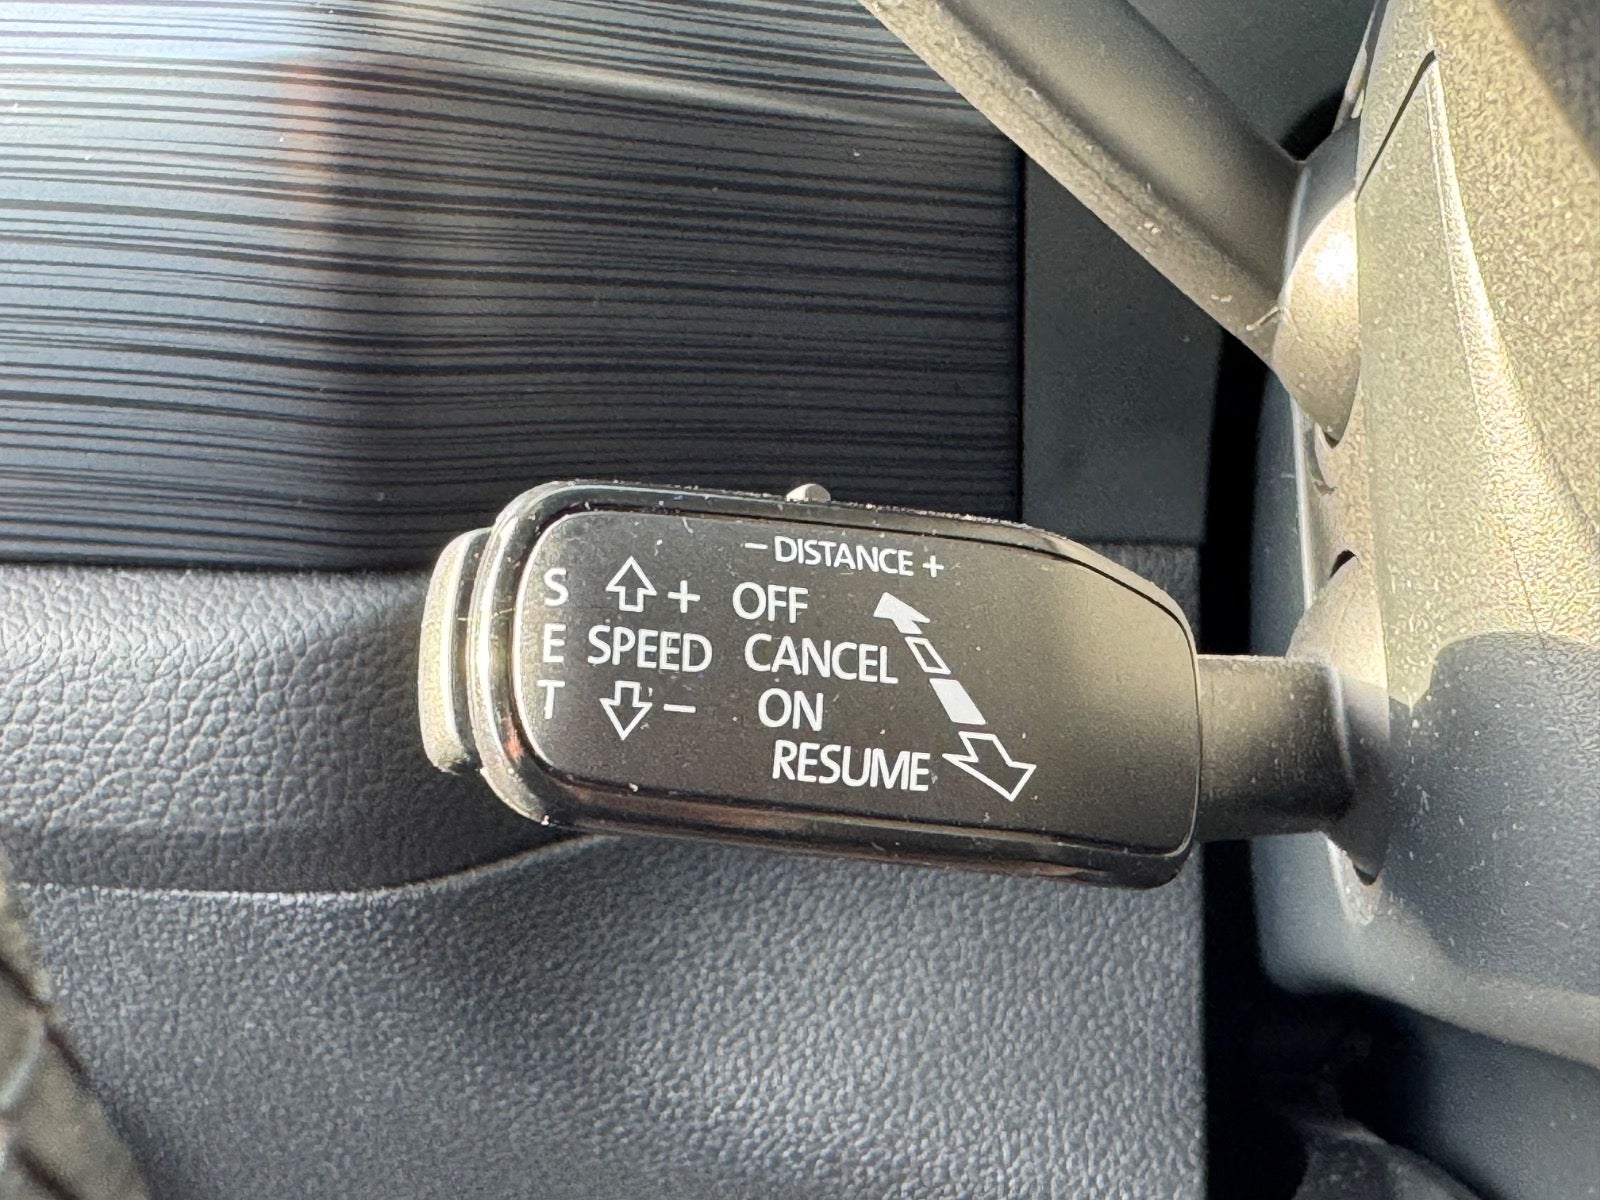 – DISTANCE +
S + OFF
E SPEED CANCEL
T – ON
RESUME